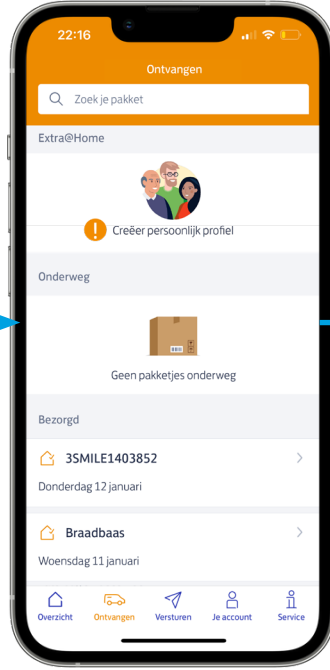 22:16
Ontvangen
Zoek je pakket
Extra@Home
Creëer persoonlijk profiel
Onderweg
Geen pakketjes onderweg
Bezorgd
3SMILE1403852
Donderdag 12 januari
Braadbaas
Woensdag 11 januari
Overzicht Ontvangen Versturen Je account Service